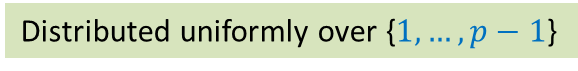 Distributed uniformly over {1, ..., p − 1}